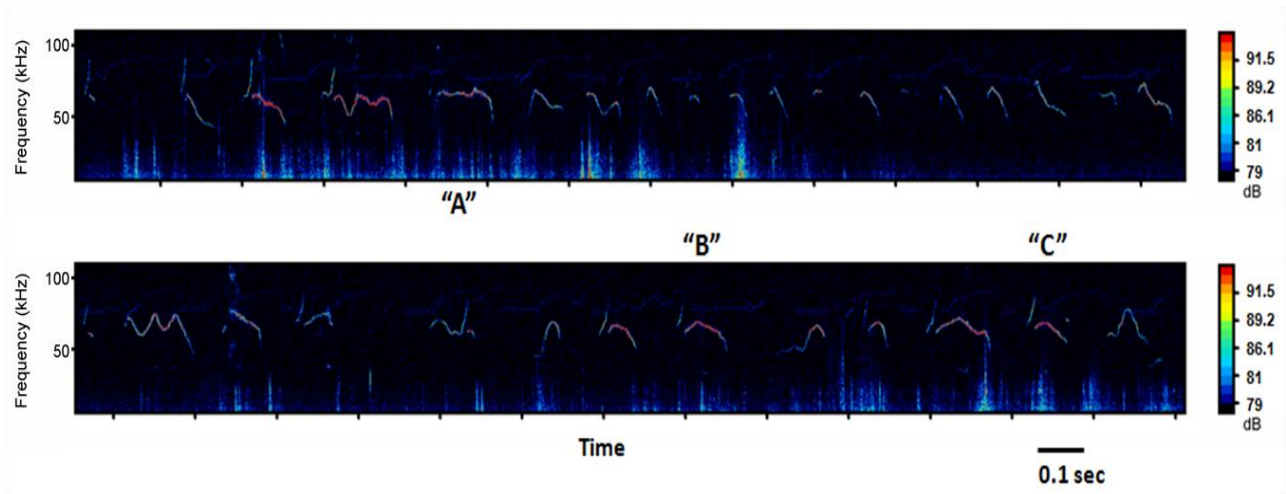 Frequency (kHz)
100
50
91.5
89.2
86.1
81
79
dB
“A”
“B”
“C”
Frequency (kHz)
100
50
91.5
89.2
86.1
81
79
dB
Time
0.1 sec